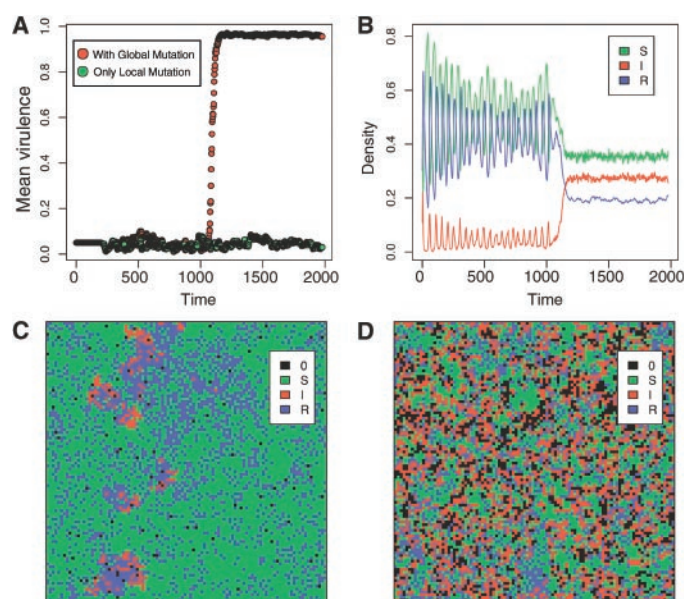 A
B
1.0
0.8
0.6
0.4
0.2
0.0
Mean virulence
With Global Mutation
Only Local Mutation
0 500 1000 1500 2000
Time
0.8
0.6
0.4
0.2
0.0
Density
S
I
R
0 500 1000 1500 2000
Time
C
0
S
I
R
D
0
S
I
R